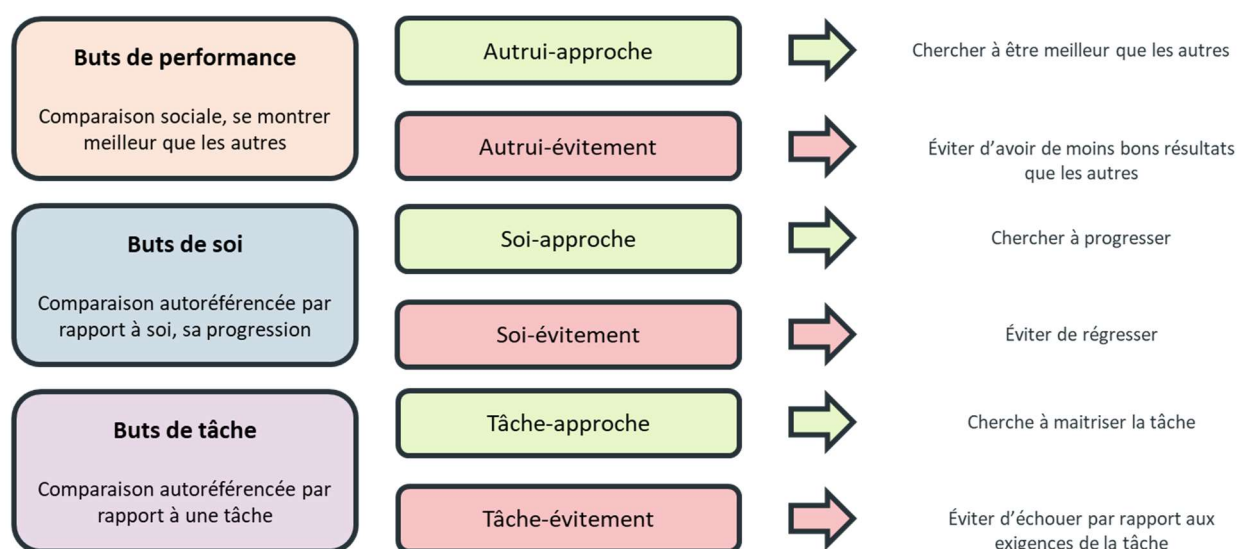 Buts de performance
Comparaison sociale, se montrer
meilleur que les autres
Autrui-approche
Chercher à être meilleur que les autres
Autrui-évitement
Éviter d'avoir de moins bons résultats
que les autres
Buts de soi
Comparaison autoréférencée par
rapport à soi, sa progression
Soi-approche
Chercher à progresser
Soi-évitement
Éviter de régresser
Buts de tâche
Comparaison autoréférencée par
rapport à une tâche
Tâche-approche
Cherche à maitriser la tâche
Tâche-évitement
Éviter d'échouer par rapport aux
exigences de la tâche